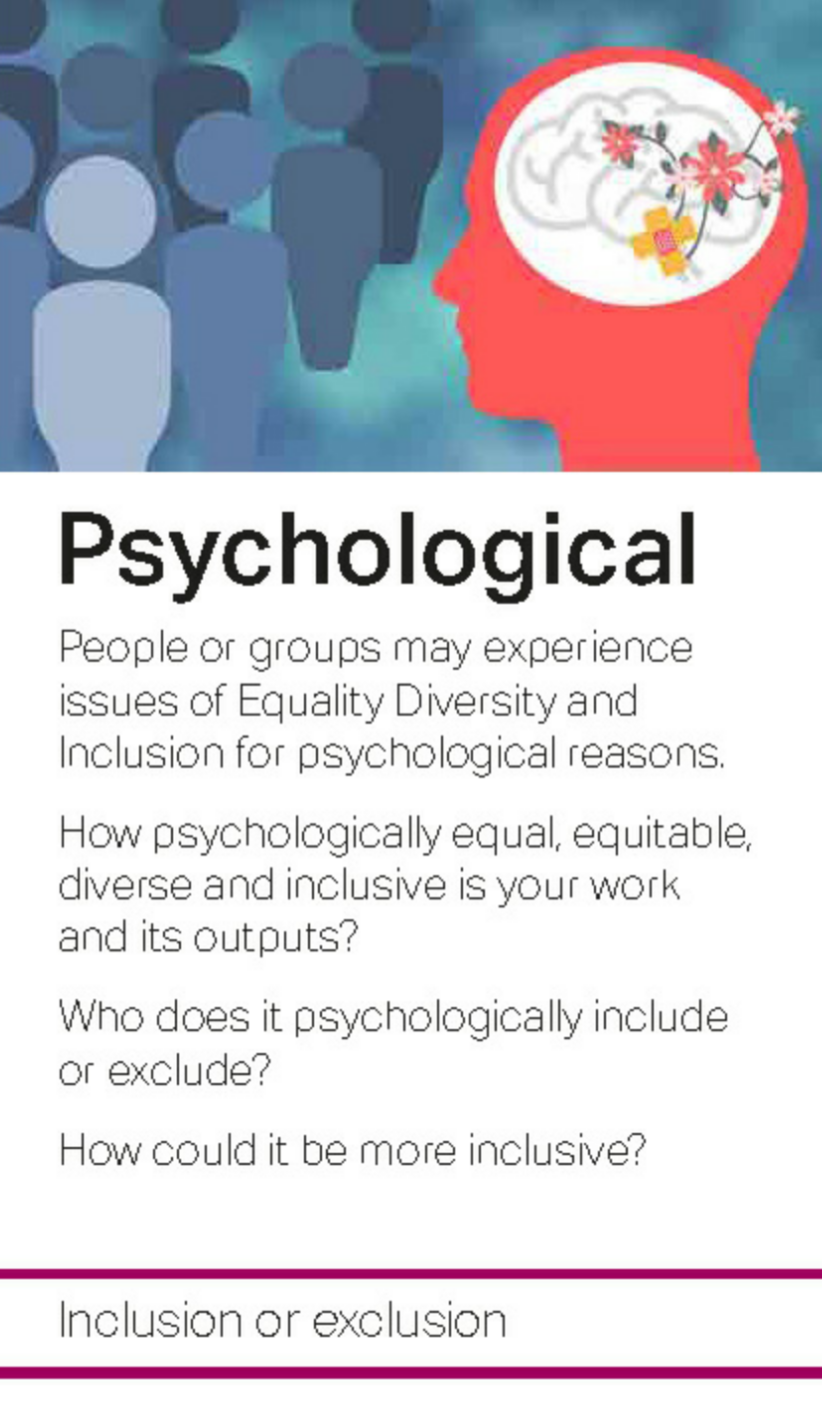 Psychological
People or groups may experience
issues of Equality Diversity and
Inclusion for psychological reasons.
How psychologically equal, equitable,
diverse and inclusive is your work
and its outputs?
Who does it psychologically include
or exclude?
How could it be more inclusive?
Inclusion or exclusion